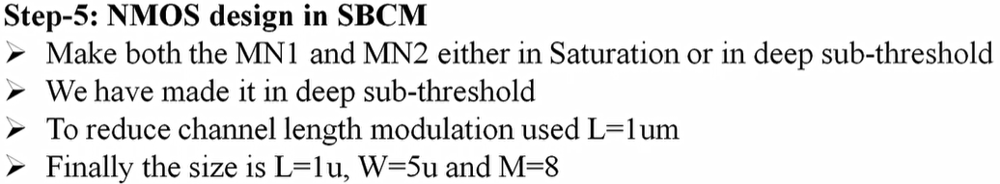 Step-5: NMOS design in SBCM
➢ Make both the MN1 and MN2 either in Saturation or in deep sub-threshold
➢ We have made it in deep sub-threshold
➢ To reduce channel length modulation used L=1um
➢ Finally the size is L=1u, W=5u and M=8